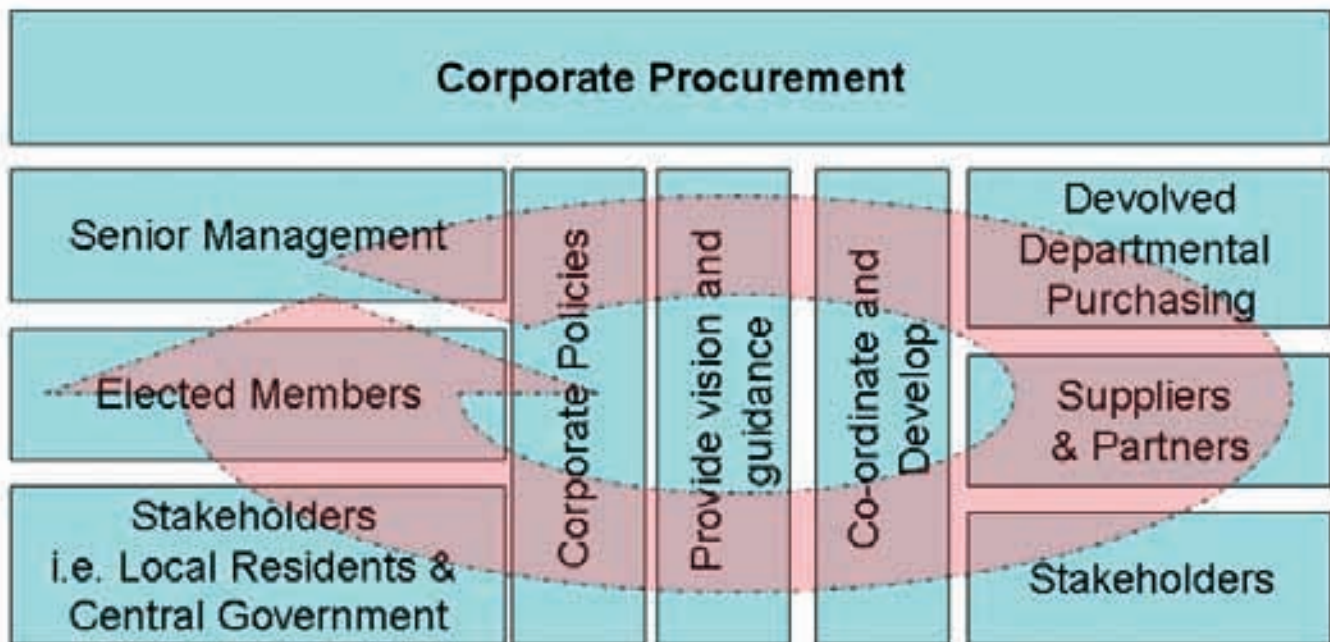 Corporate Procurement
Senior Management
Elected Members
Stakeholders
i.e. Local Residents &
Central Government
Corporate Policies
Provide vision and
guidance
Co-ordinate and
Develop
Devolved
Departmental
Purchasing
Suppliers
& Partners
Stakeholders